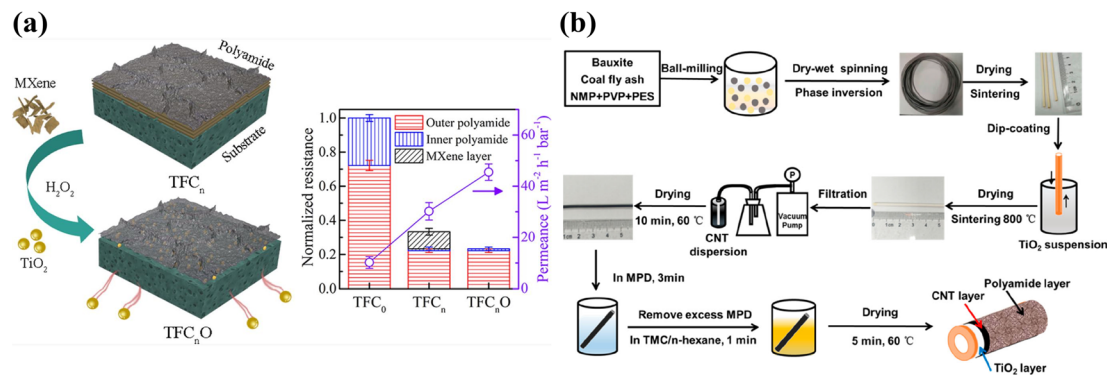 (a)
Polyamide
MXene
Substrate
TFCn
H2O2
TiO2
TFCnO
Normalized resistance
1.0
0.8
0.6
0.4
0.2
0.0
Outer polyamide
Inner polyamide
MXene layer
TFC0
TFCn
TFCnO
60
45
30
15
0
Permeance (L m-2 h-1 bar-1)
(b)
Bauxite
Coal fly ash
NMP+PVP+PES
Ball-milling
Dry-wet spinning
Phase inversion
Drying
Sintering
Dip-coating
TiO2 suspension
Drying
Sintering 800 ℃
Filtration
P
Vacuum
Pump
CNT
dispersion
Drying
10 min, 60 ℃
In MPD, 3min
Remove excess MPD
In TMC/n-hexane, 1 min
Drying
5 min, 60 ℃
Polyamide layer
CNT layer
TiO2 layer